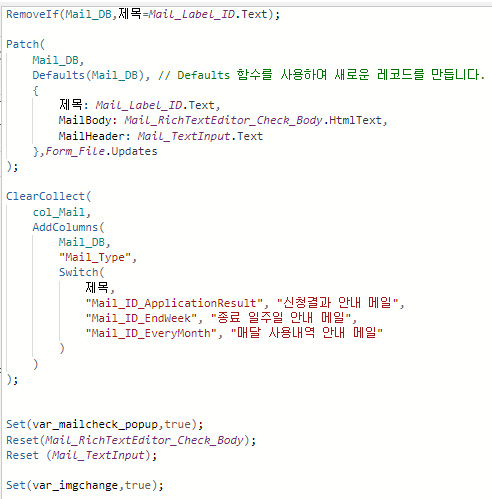 RemoveIf(Mail_DB,제목=Mail_Label_ID.Text);
Patch(
Mail_DB,
Defaults(Mail_DB), // Defaults 함수를 사용하여 새로운 레코드를 만듭니다.
{
제목: Mail_Label_ID.Text,
MailBody: Mail_RichTextEditor_Check_Body.HtmlText,
MailHeader: Mail_TextInput.Text
},Form_File.Updates
);
ClearCollect(
col_Mail,
AddColumns(
Mail_DB,
"Mail_Type",
Switch(
제목,
"Mail_ID_ApplicationResult", "신청결과 안내 메일",
"Mail_ID_EndWeek", "종료 일주일 안내 메일",
"Mail_ID_EveryMonth", "매달 사용내역 안내 메일"
)
)
);
Set(var_mailcheck_popup,true);
Reset(Mail_RichTextEditor_Check_Body);
Reset (Mail_TextInput);
Set(var_imgchange,true);